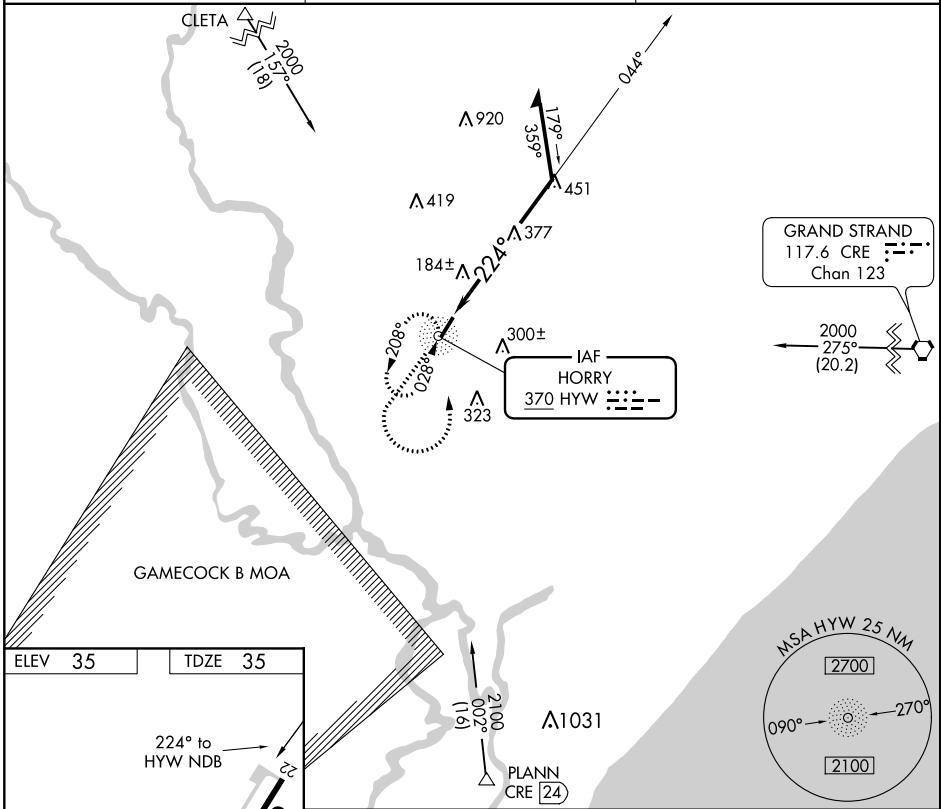 CLETA
2000
157°
(18)
044°
920
179°
359°
451
419
377
224°
184±
GRAND STRAND
117.6 CRE
Chan 123
2000
275°
(20.2)
300±
208°
028°
IAF
HORRY
370 HYW
323
GAMECOCK B MOA
MSA HYW 25 NM
2700
090°
270°
2100
ELEV 35
TDZE 35
2100
002°
(16)
1031
224° to
HYW NDB
22
PLANN
CRE 24